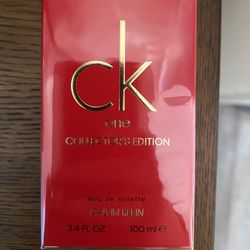 ck
one
COLLECTOR'S EDITION
eau de toilette
CALVIN KLEIN
3.4 FL OZ 100 ml e